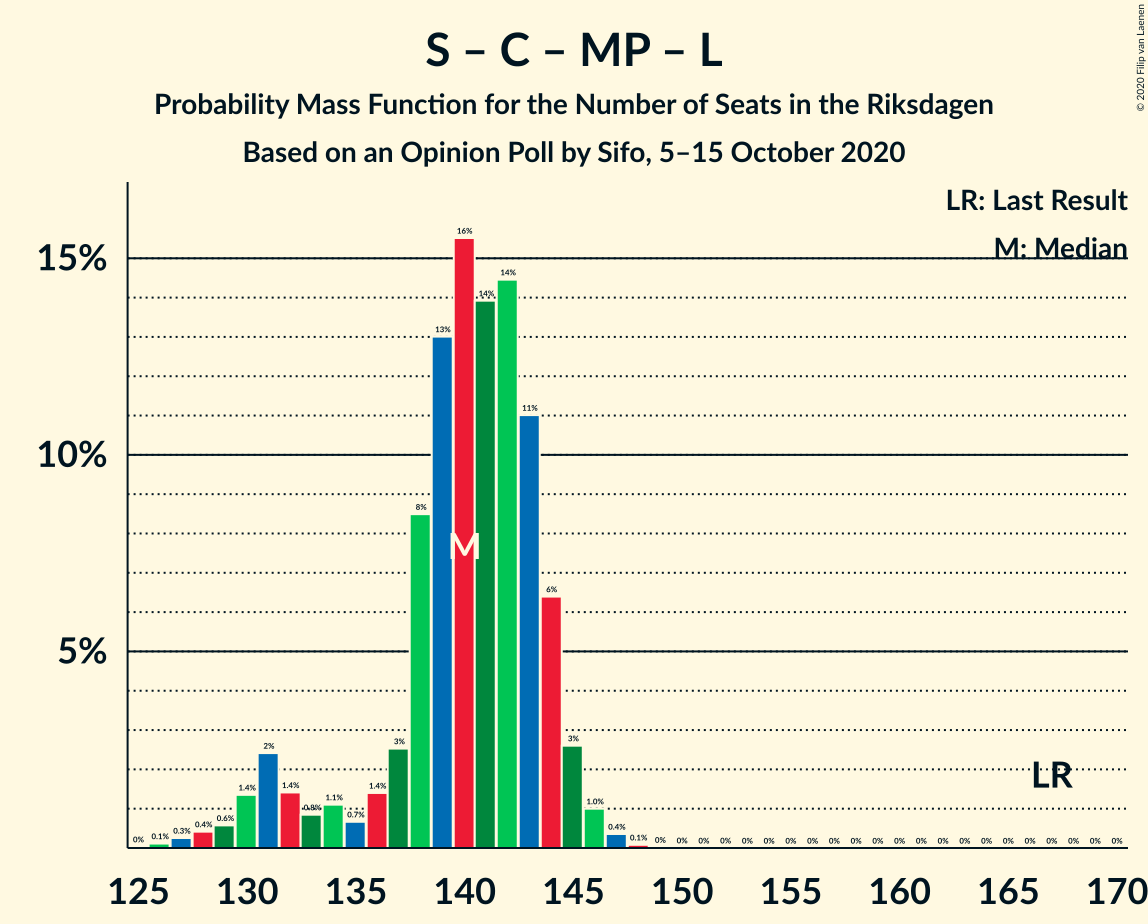 S – C – MP – L
Probability Mass Function for the Number of Seats in the Riksdagen
Based on an Opinion Poll by Sifo, 5–15 October 2020
© 2020 Filip van Laenen
LR: Last Result
M: Median
15%
10%
5%
0% 0.1% 0.3% 0.4% 0.6% 1.4% 2% 1.4% 0.8% 1.1% 0.7% 1.4% 3% 8% 13% 16% 14% 14% 11% 6% 3% 1.0% 0.4% 0.1% 0% 0% 0% 0% 0% 0% 0% 0% 0% 0% 0% 0% 0% 0% 0% 0% 0% 0% 0% 0% 0% 0%
M
LR
125 130 135 140 145 150 155 160 165 170